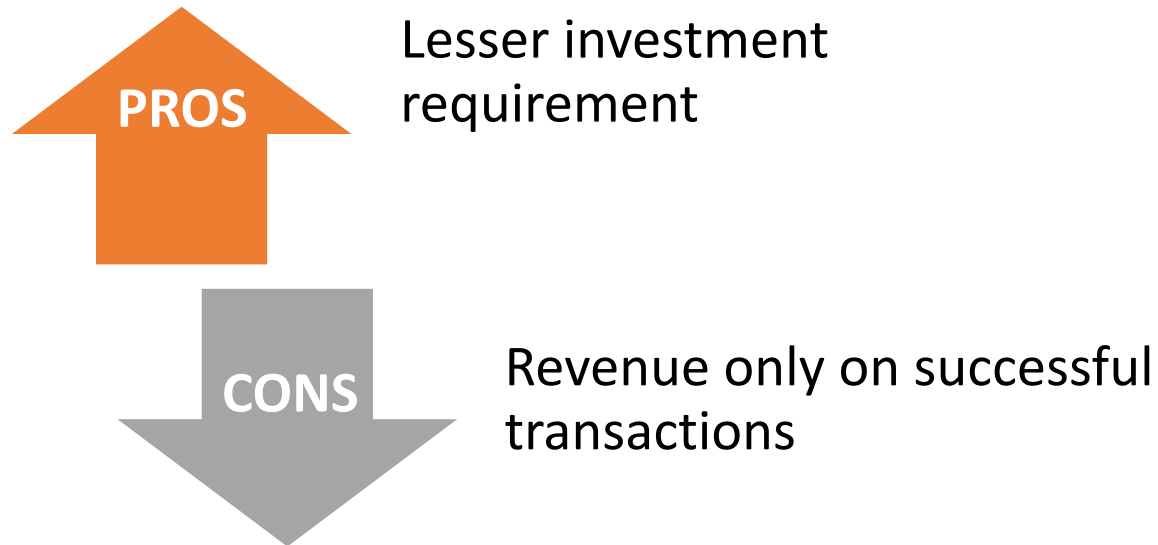 PROS
Lesser investment
requirement
CONS
Revenue only on successful
transactions